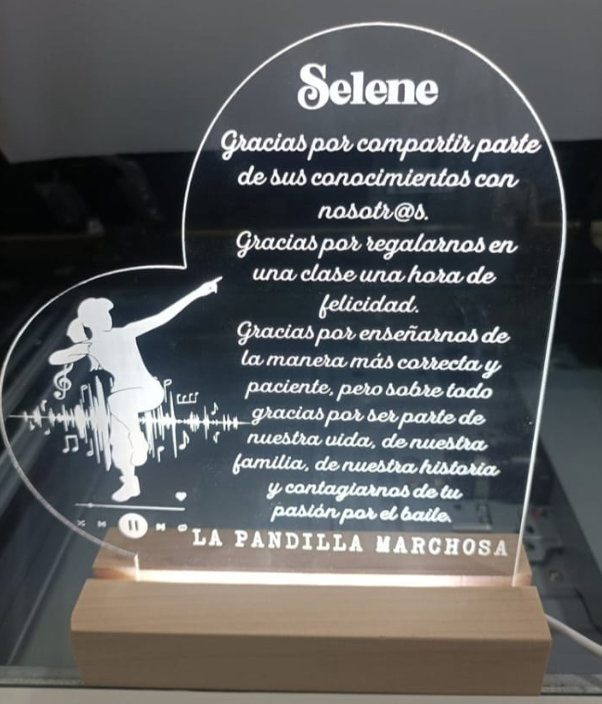 Selene
Gracias por compartir parte
de sus conocimientos con
nosotr@s.
Gracias por regalarnos en
una clase una hora de
felicidad.
Gracias por enseñarnos de
la manera más correcta y
paciente, pero sobre todo
gracias por ser parte de
nuestra vida, de nuestra
familia, de nuestra historia
y contagiarnos de tu
pasión por el baile.
LA PANDILLA MARCHOSA